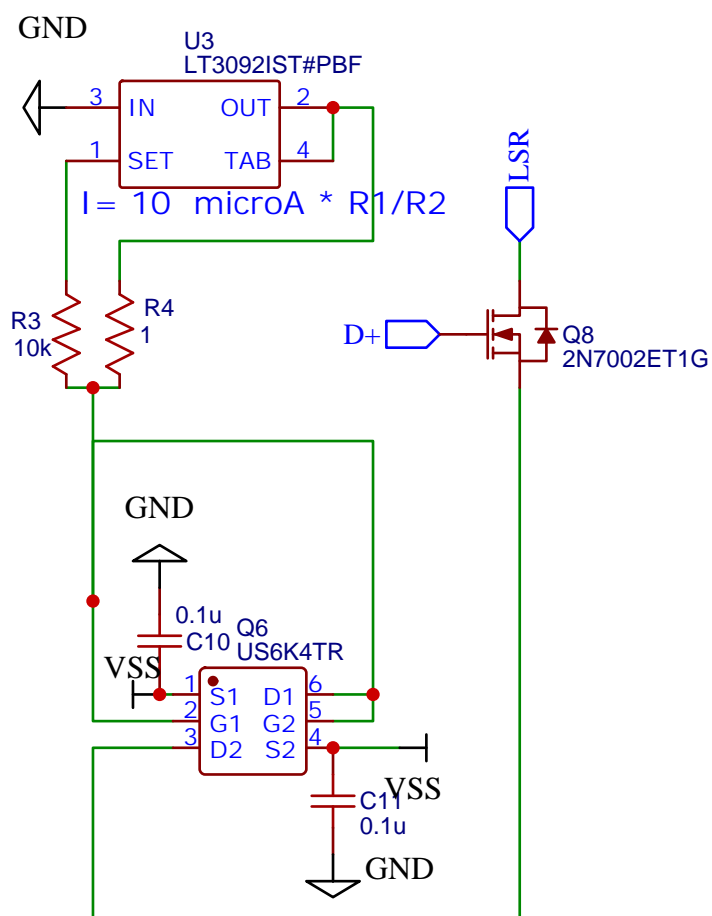 GND
U3
LT3092IST#PBF
3 IN OUT 2
1 SET TAB 4
I= 10 microA * R1/R2
LSR
R3
10k
R4
1
D+
Q8
2N7002ET1G
GND
0.1u
C10
Q6
US6K4TR
VSS
1 S1 D1 6
2 G1 G2 5
3 D2 S2 4
VSS
C11
0.1u
GND